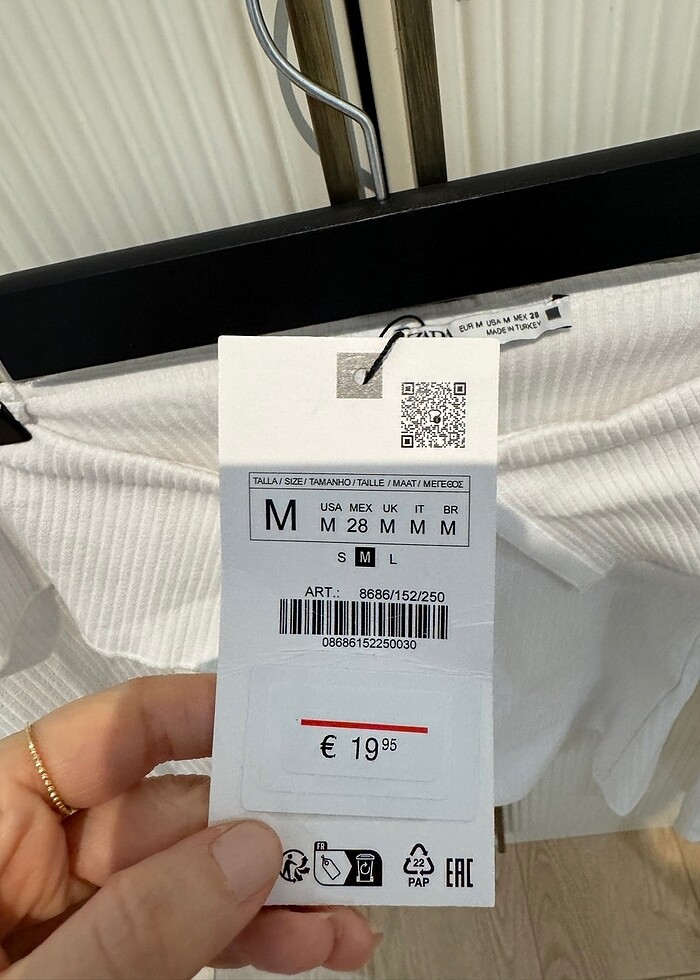 ZARA
EUR M USA M MEX 28
MADE IN TURKEY
TALLA / SIZE / TAMANHO / TAILLE / MAAT / ΜΕΓΕΘΟΣ
M
USA MEX UK IT BR
M 28 M M M
S M L
ART.: 8686/152/250
08686152250030
€ 19 95
FR
22
PAP
EAC